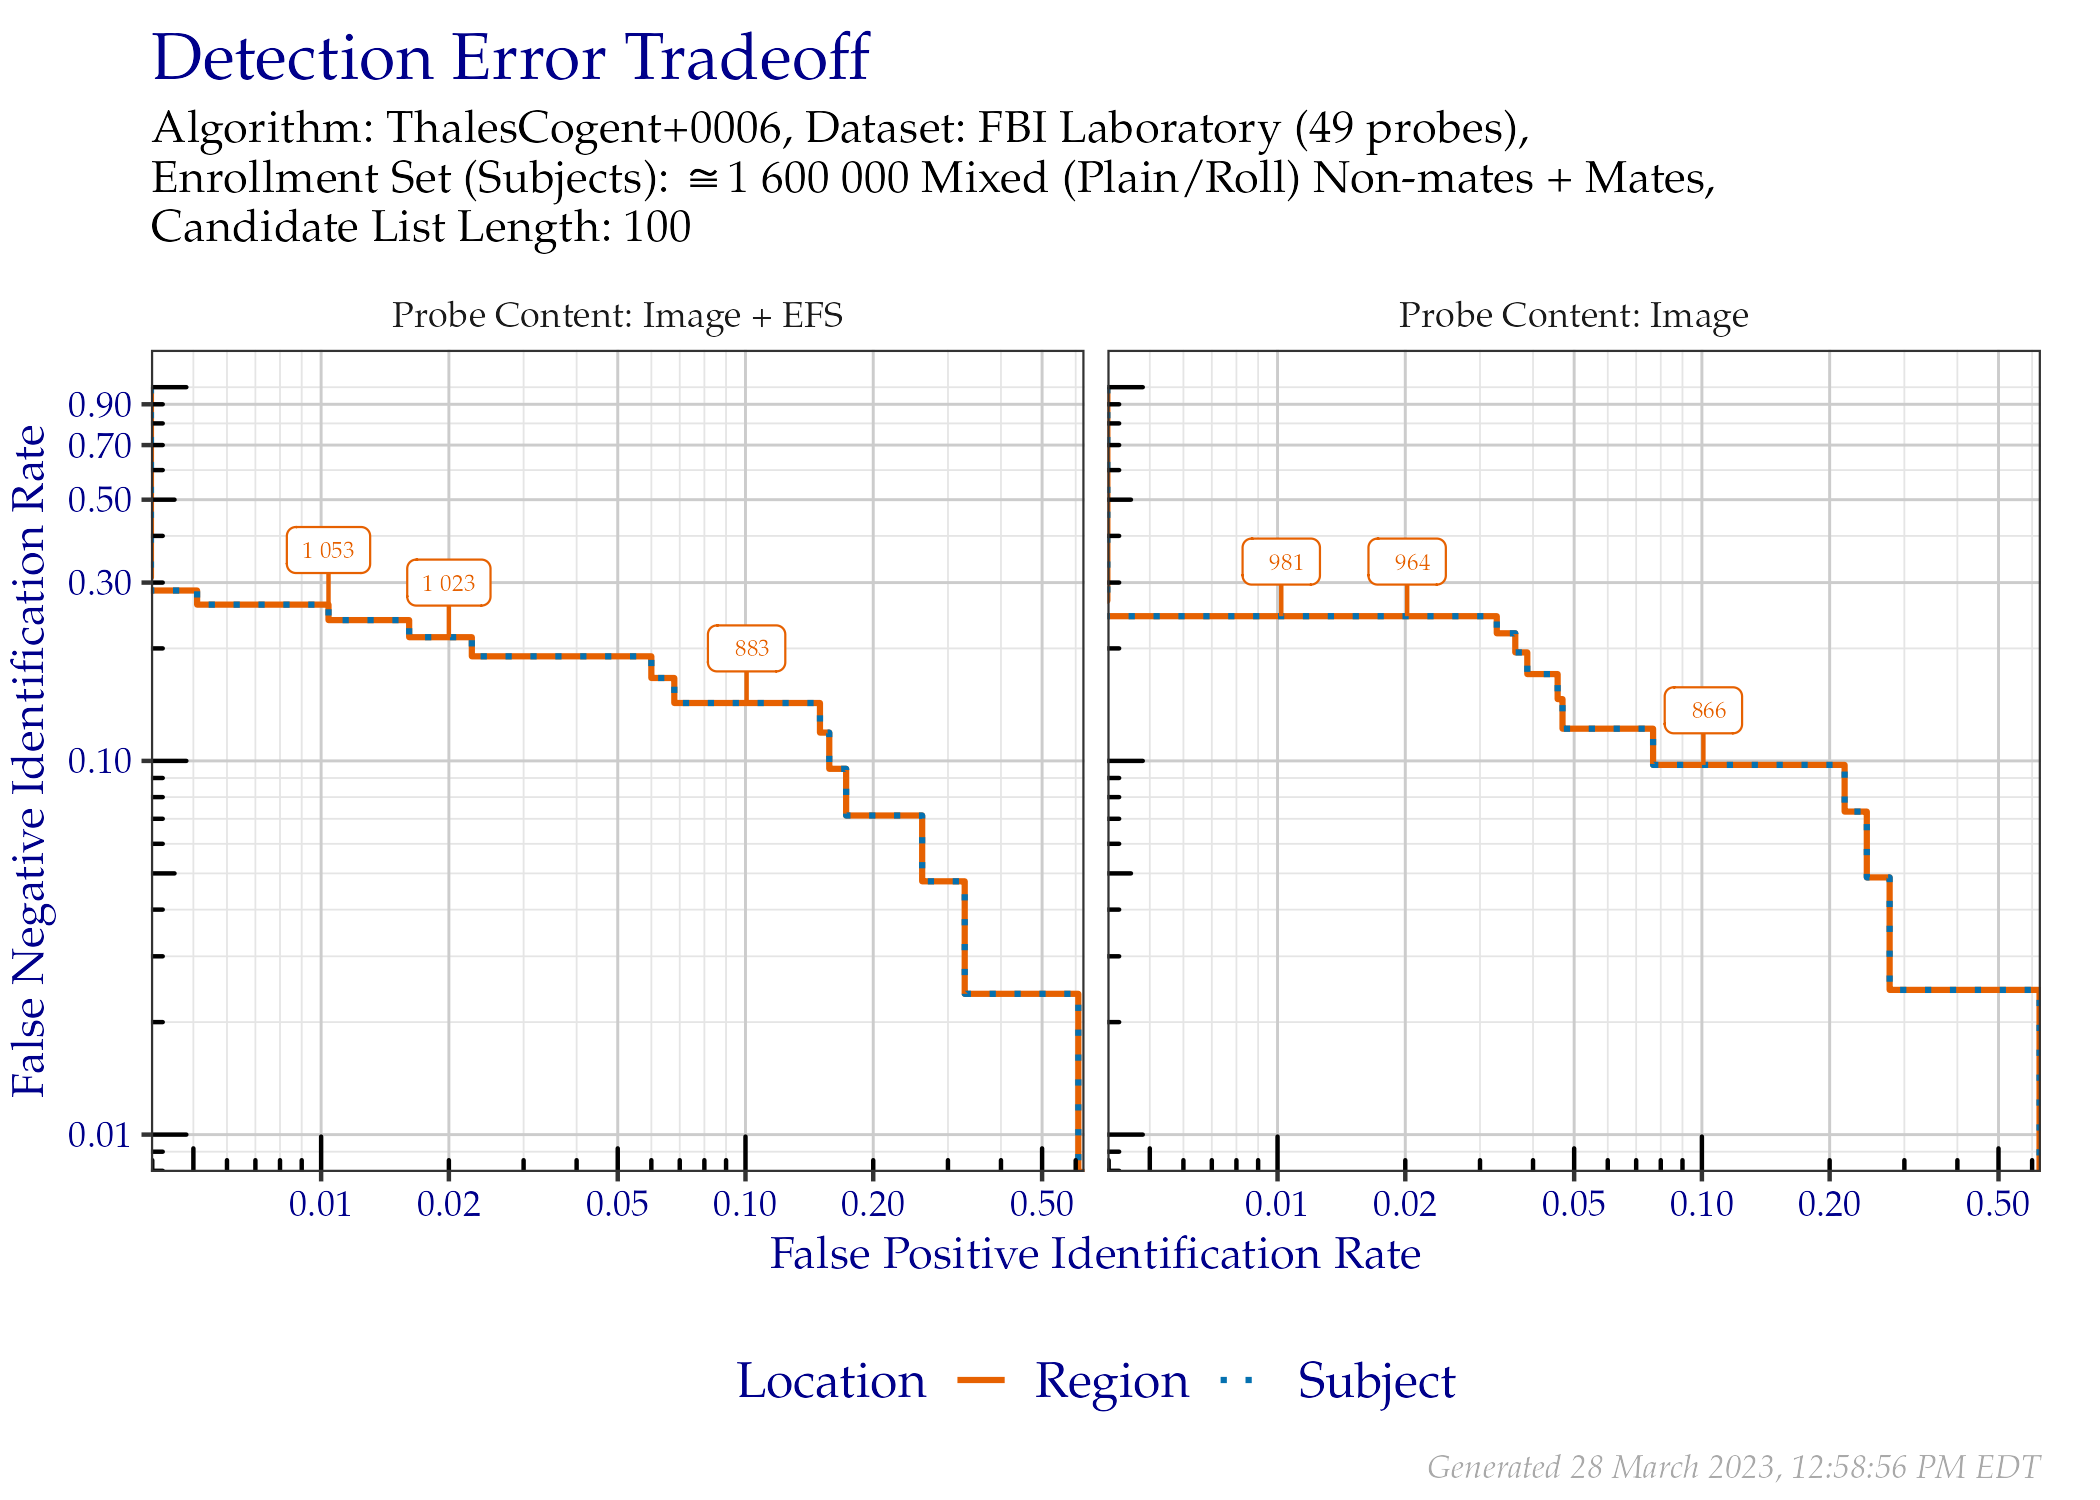 Detection Error Tradeoff
Algorithm: ThalesCogent+0006, Dataset: FBI Laboratory (49 probes),
Enrollment Set (Subjects): ≅1 600 000 Mixed (Plain/Roll) Non-mates + Mates,
Candidate List Length: 100
Probe Content: Image + EFS
Probe Content: Image
False Negative Identification Rate
0.90
0.70
0.50
0.30
0.10
0.01
1 053
1 023
883
981
964
866
0.01 0.02 0.05 0.10 0.20 0.50
0.01 0.02 0.05 0.10 0.20 0.50
False Positive Identification Rate
Location Region Subject
Generated 28 March 2023, 12:58:56 PM EDT